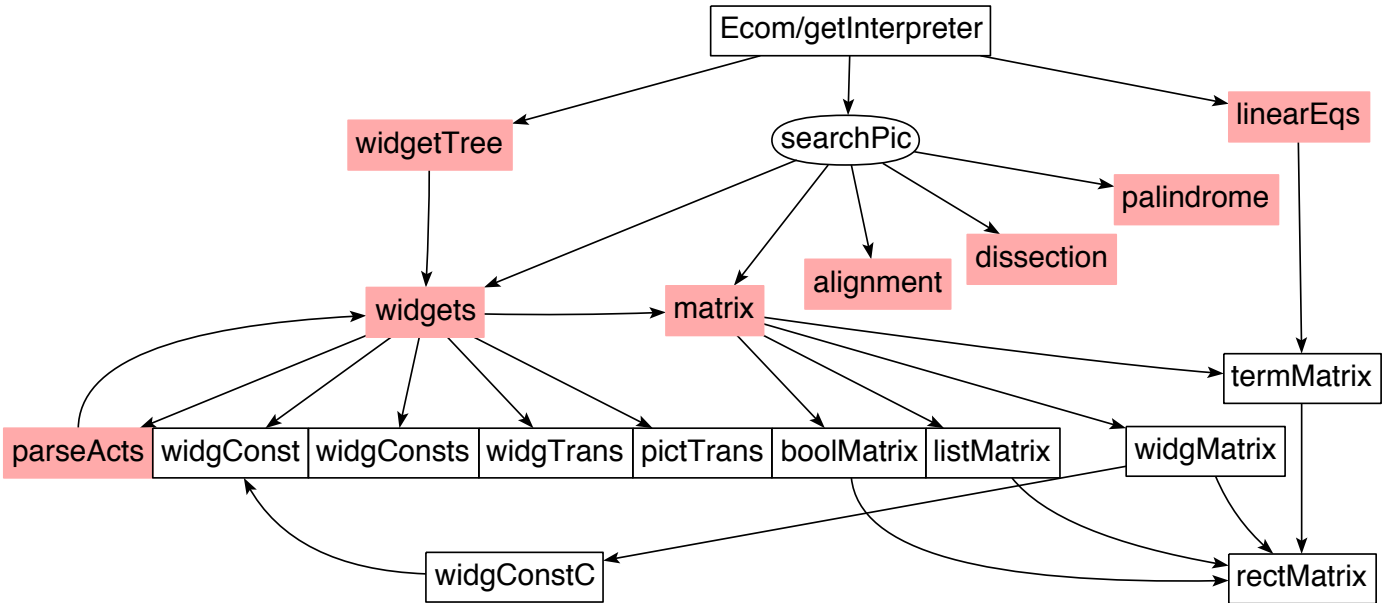 Ecom/getInterpreter
linearEqs
widgetTree
searchPic
palindrome
dissection
alignment
widgets
matrix
termMatrix
parseActs widgConst widgConsts widgTrans pictTrans boolMatrix listMatrix widgMatrix
widgConstC
rectMatrix